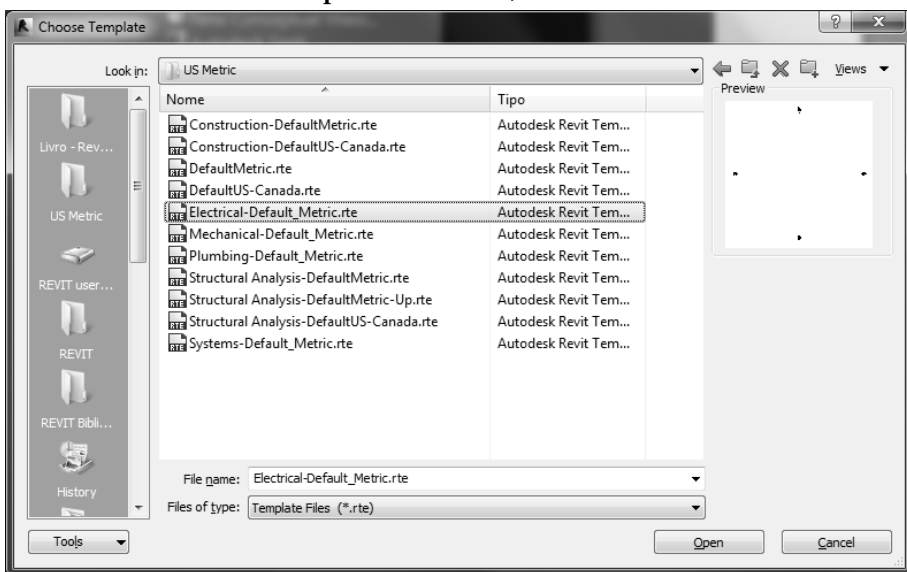 Choose Template
Look in: US Metric
Views
Nome Tipo
Preview
Construction-DefaultMetric.rte Autodesk Revit Tem...
Construction-DefaultUS-Canada.rte Autodesk Revit Tem...
DefaultMetric.rte Autodesk Revit Tem...
DefaultUS-Canada.rte Autodesk Revit Tem...
Electrical-Default_Metric.rte Autodesk Revit Tem...
Mechanical-Default_Metric.rte Autodesk Revit Tem...
Plumbing-Default_Metric.rte Autodesk Revit Tem...
Structural Analysis-DefaultMetric.rte Autodesk Revit Tem...
Structural Analysis-DefaultMetric-Up.rte Autodesk Revit Tem...
Structural Analysis-DefaultUS-Canada.rte Autodesk Revit Tem...
Systems-Default_Metric.rte Autodesk Revit Tem...
Livro - Rev...
US Metric
REVIT user...
REVIT
REVIT Bibli...
History
File name: Electrical-Default_Metric.rte
Files of type: Template Files (*.rte)
Tools
Open
Cancel